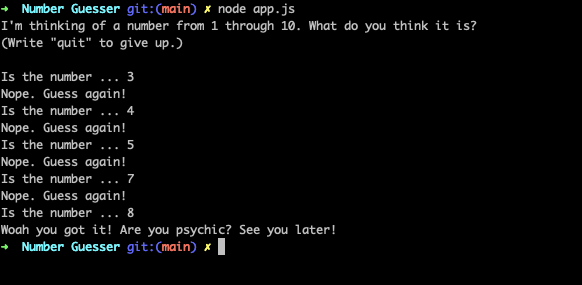 ➜  Number Guesser git:(main) ✗ node app.js
I'm thinking of a number from 1 through 10. What do you think it is?
(Write "quit" to give up.)

Is the number ... 3
Nope. Guess again!
Is the number ... 4
Nope. Guess again!
Is the number ... 5
Nope. Guess again!
Is the number ... 7
Nope. Guess again!
Is the number ... 8
Woah you got it! Are you psychic? See you later!
➜  Number Guesser git:(main) ✗